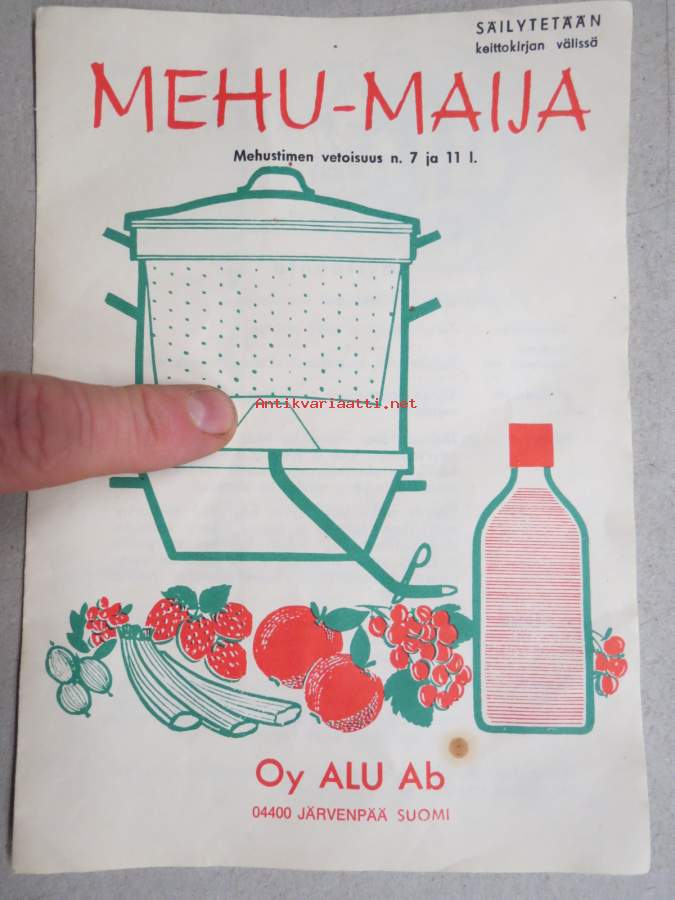 SÄILYTETÄÄN
keittokirjan välissä
MEHU-MAIJA
Mehustimen vetoisuus n. 7 ja 11 l.
Antikvariaatti.net
Oy ALU Ab
04400 JÄRVENPÄÄ SUOMI